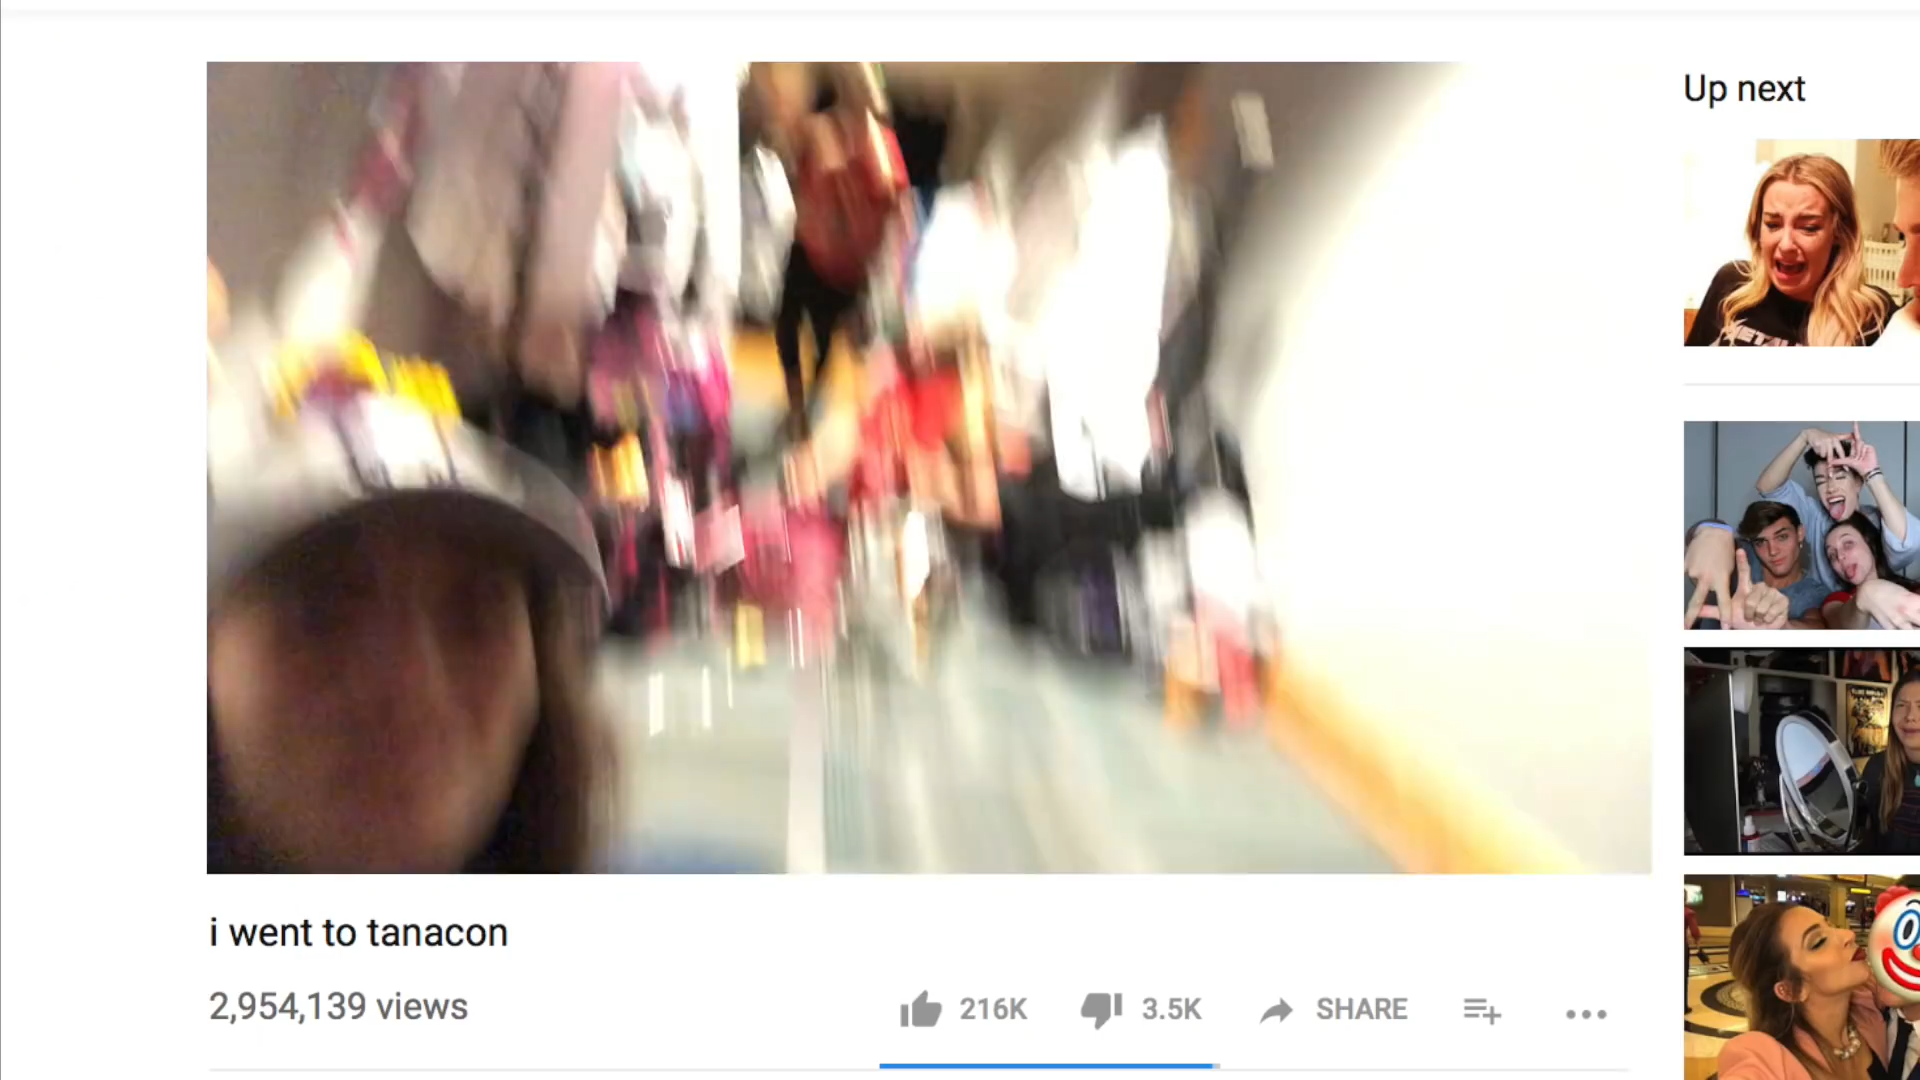 Up next
i went to tanacon
2,954,139 views
216K
3.5K
SHARE